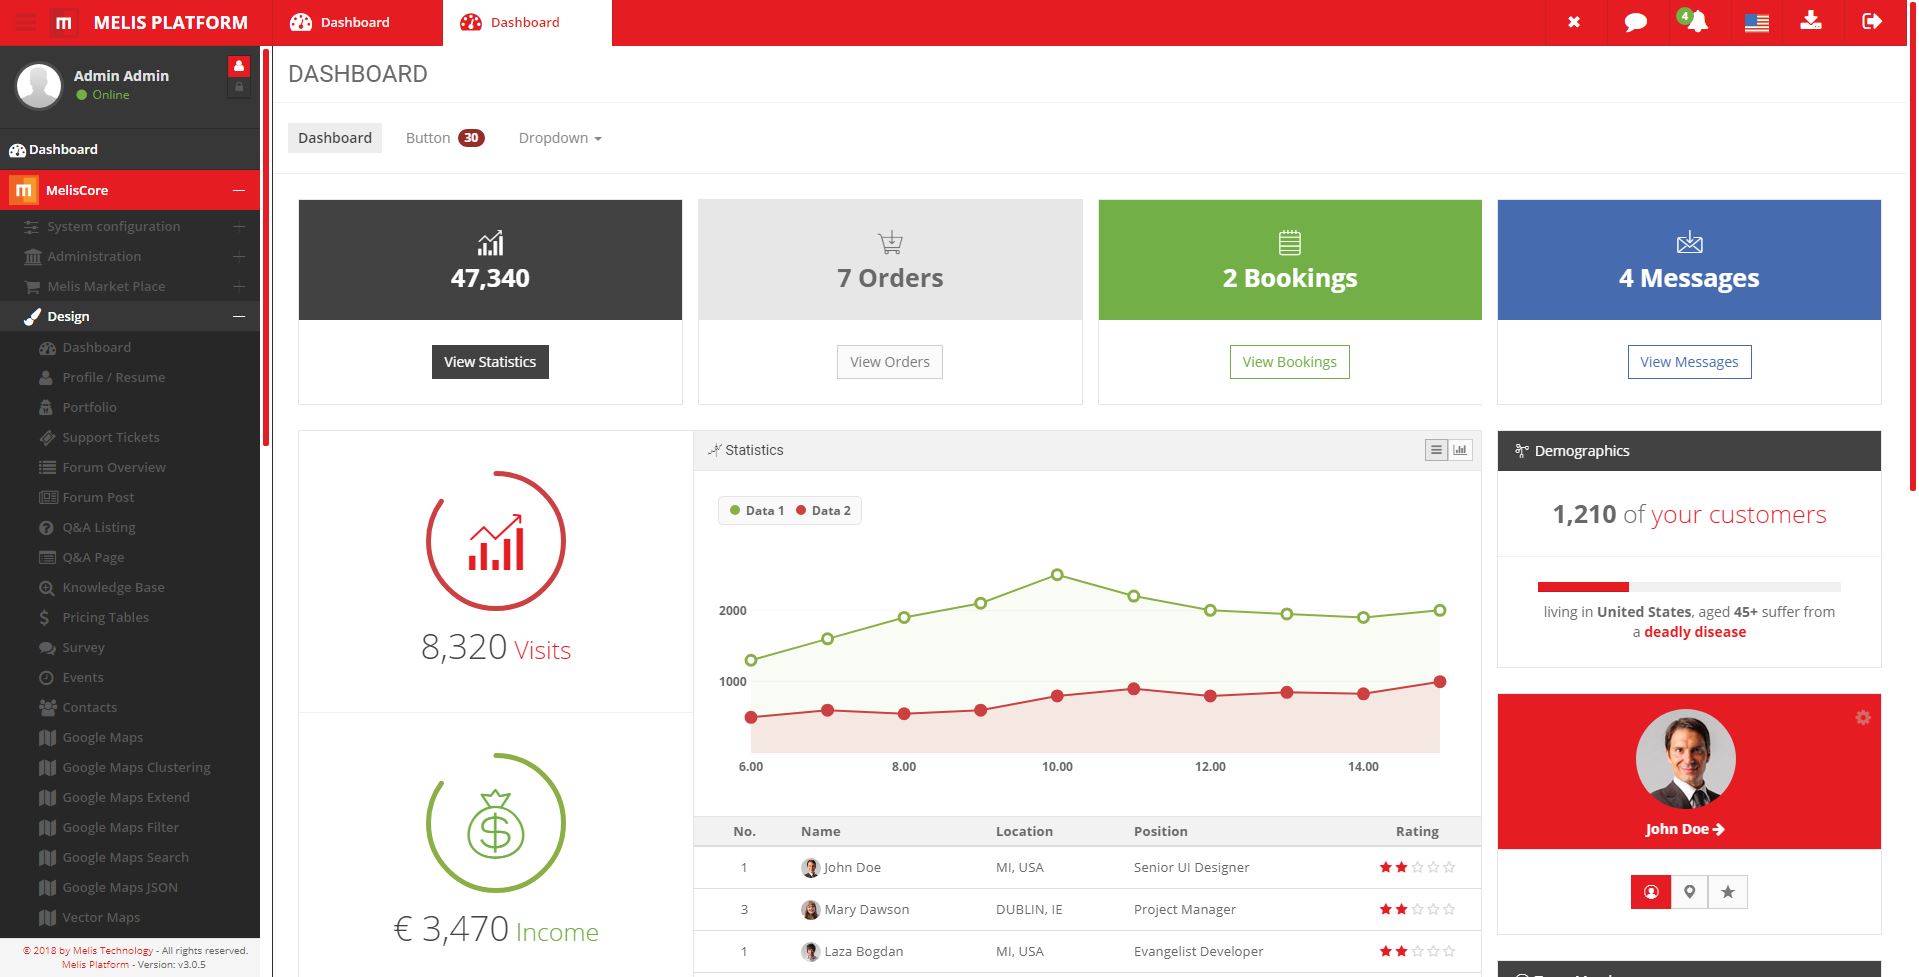 MELIS PLATFORM
Dashboard
Dashboard
4
Admin Admin
Online
Dashboard
MelisCore
System configuration
Administration
Melis Market Place
Design
Dashboard
Profile / Resume
Portfolio
Support Tickets
Forum Overview
Forum Post
Q&A Listing
Q&A Page
Knowledge Base
Pricing Tables
Survey
Events
Contacts
Google Maps
Google Maps Clustering
Google Maps Extend
Google Maps Filter
Google Maps Search
Google Maps JSON
Vector Maps
© 2018 by Melis Technology - All rights reserved.
Melis Platform - Version: v3.0.5
DASHBOARD
Dashboard
Button 30
Dropdown
47,340
View Statistics
7 Orders
View Orders
2 Bookings
View Bookings
4 Messages
View Messages
8,320 Visits
€ 3,470 Income
Statistics
Data 1 Data 2
2000
1000
6.00 8.00 10.00 12.00 14.00
No. Name Location Position Rating
1 John Doe MI, USA Senior UI Designer
3 Mary Dawson DUBLIN, IE Project Manager
1 Laza Bogdan MI, USA Evangelist Developer
Demographics
1,210 of your customers
living in United States, aged 45+ suffer from
a deadly disease
John Doe